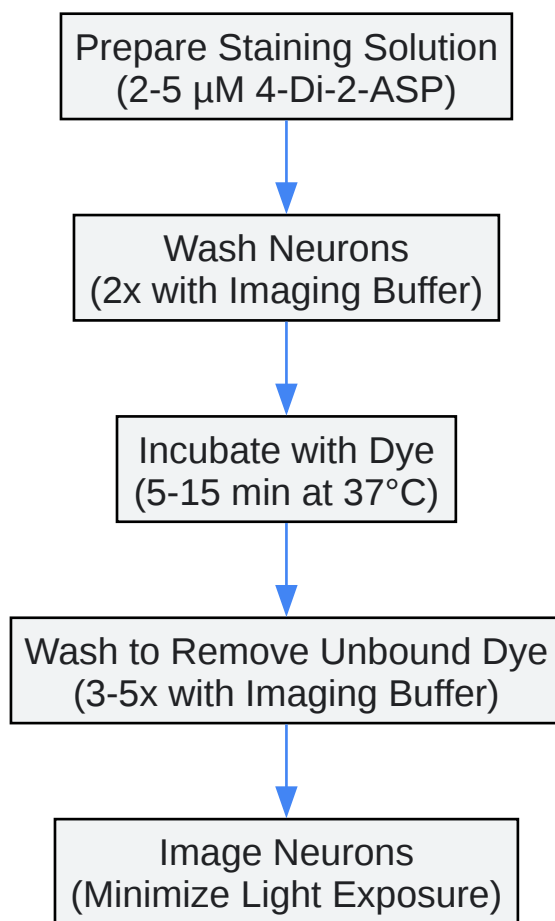 Prepare Staining Solution
(2-5 µM 4-Di-2-ASP)
Wash Neurons
(2x with Imaging Buffer)
Incubate with Dye
(5-15 min at 37°C)
Wash to Remove Unbound Dye
(3-5x with Imaging Buffer)
Image Neurons
(Minimize Light Exposure)